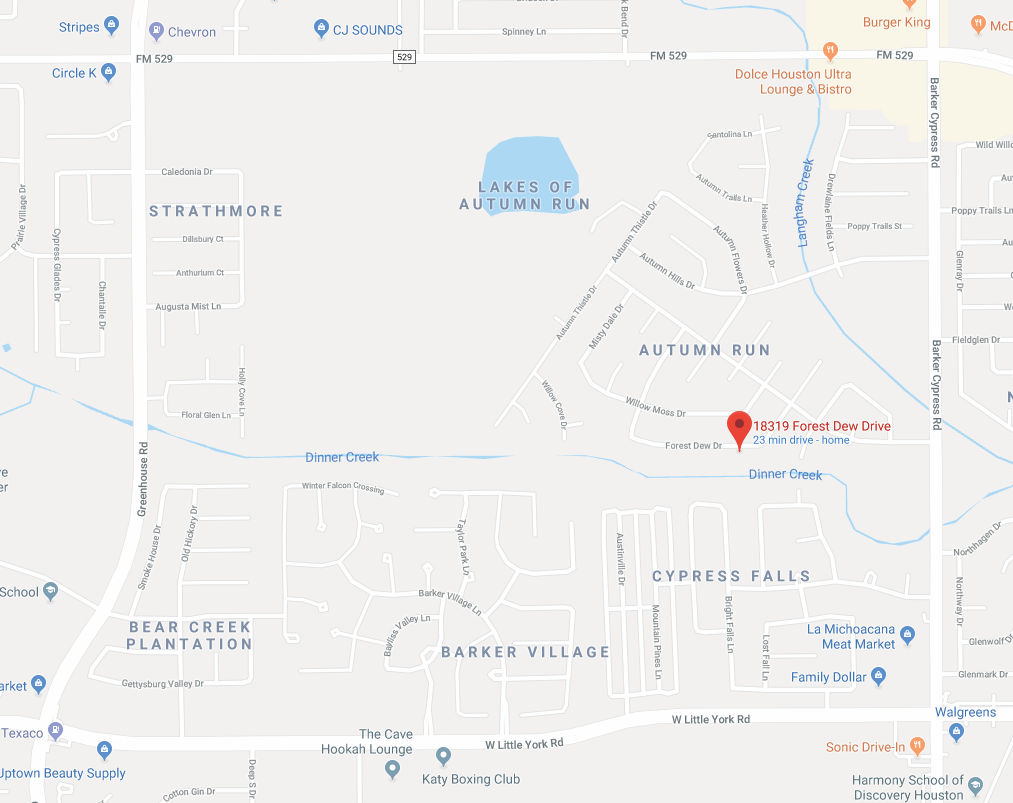 Stripes
Chevron
CJ SOUNDS
k Bend Dr
Burger King
McD
Spinney Ln
FM 529
529
FM 529
FM 529
Circle K
Dolce Houston Ultra
Lounge & Bistro
Barker Cypress Rd
Santolina Ln
Wild Willo
Caledonia Dr
LAKES OF
AUTUMN RUN
STRATHMORE
Prairie Village Dr
Autumn Trails Ln
Heather Hollow Dr
Langham Creek
Drewlaine Fields Ln
Poppy Trails Ln
Poppy Trails St
Dillsbury Ct
Cypress Glades Dr
Autumn Thistle Dr
Autumn Flowers Dr
Anthurium Ct
Chantalle Dr
Autumn Hills Dr
Glenray Dr
Augusta Mist Ln
Autumn Thistle Dr
Misty Dale Dr
AUTUMN RUN
Fieldglen Dr
Barker Cypress Rd
Holly Cove Ln
Willow Cove Dr
Willow Moss Dr
N
Floral Glen Ln
18319 Forest Dew Drive
23 min drive - home
Forest Dew Dr
Greenhouse Rd
Dinner Creek
Dinner Creek
ve
er
Winter Falcon Crossing
Smoke House Dr
Old Hickory Dr
Taylor Park Ln
Austinville Dr
Northhagen Dr
CYPRESS FALLS
School
Barker Village Ln
Mountain Pines Ln
Bright Falls Ln
Northway Dr
BEAR CREEK
PLANTATION
Bayliss Valley Ln
BARKER VILLAGE
Lost Fall Ln
La Michoacana
Meat Market
Glenwolf Dr
Family Dollar
Glenmark Dr
Gettysburg Valley Dr
arket
Walgreens
W Little York Rd
Texaco
The Cave
Hookah Lounge
W Little York Rd
Sonic Drive-In
Uptown Beauty Supply
Deep S Dr
Katy Boxing Club
Cotton Gin Dr
Harmony School of
Discovery Houston